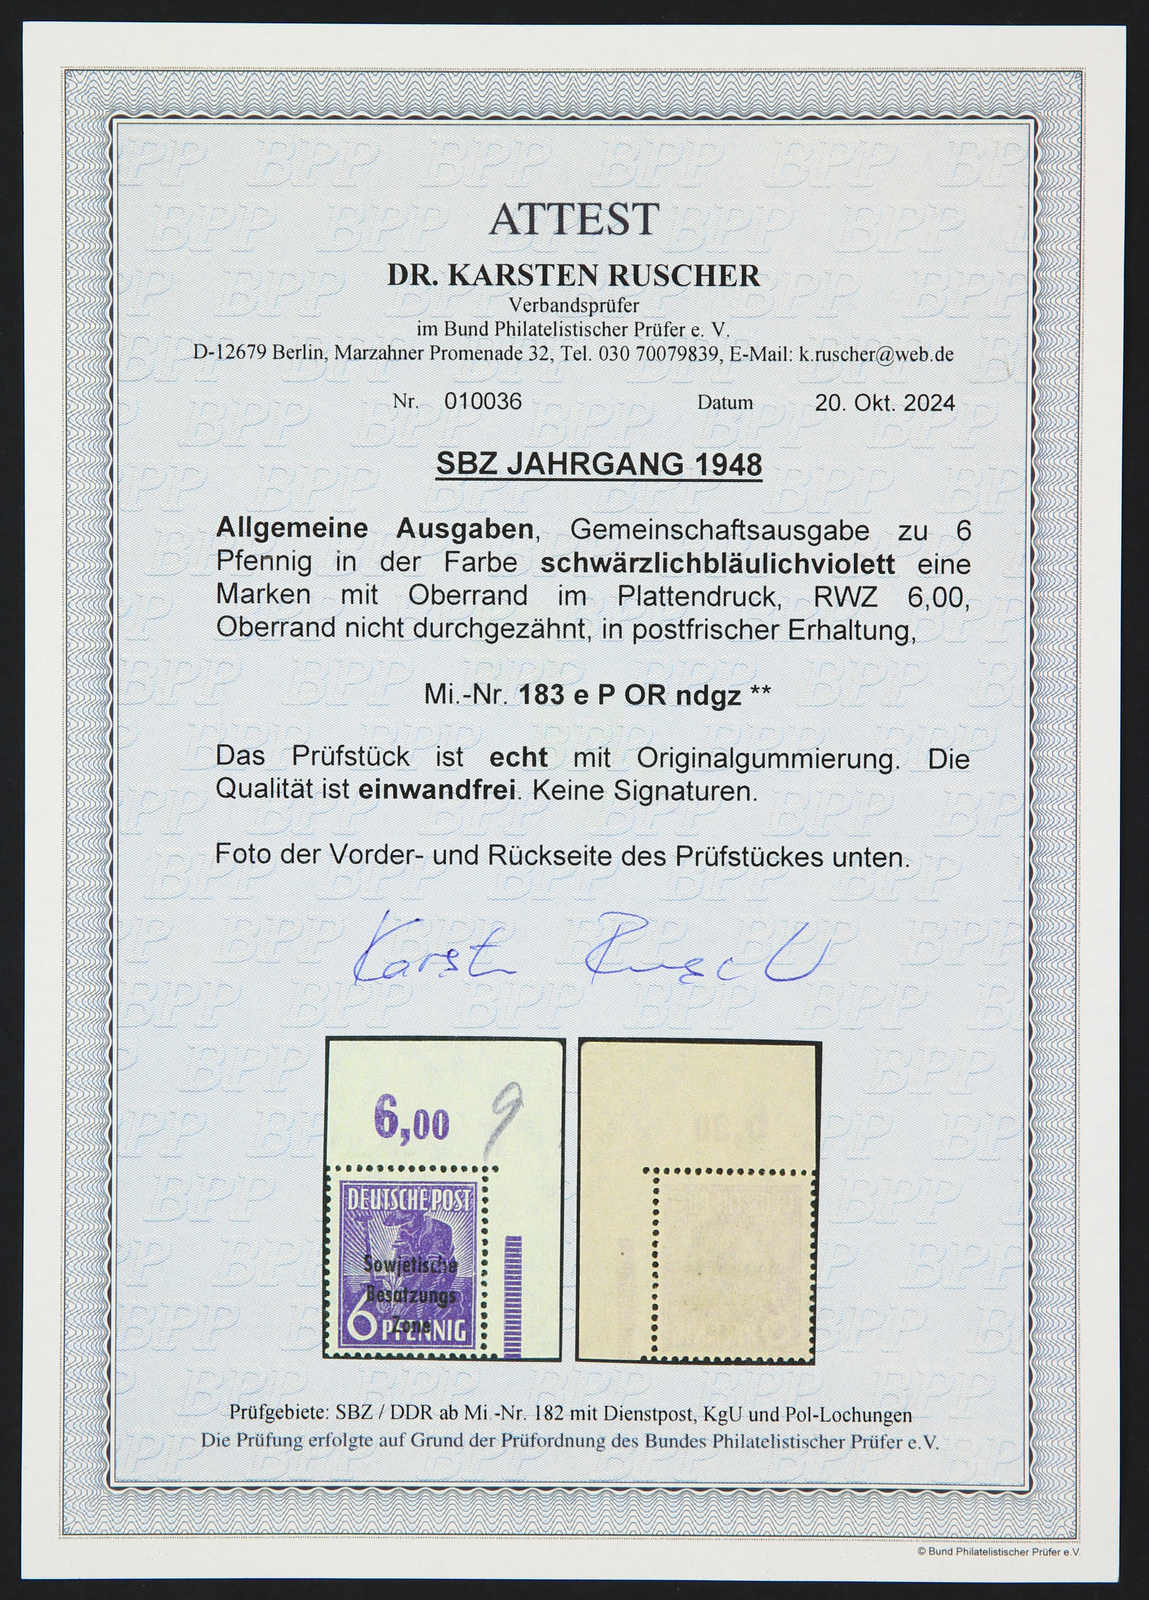 ATTEST
DR. KARSTEN RUSCHER
Verbandsprüfer
im Bund Philatelistischer Prüfer e. V.
D-12679 Berlin, Marzahner Promenade 32, Tel. 030 70079839, E-Mail: k.ruscher@web.de
Nr. 010036 Datum 20. Okt. 2024
SBZ JAHRGANG 1948
Allgemeine Ausgaben, Gemeinschaftsausgabe zu 6
Pfennig in der Farbe schwärzlichbläulichviolett eine
Marken mit Oberrand im Plattendruck, RWZ 6,00,
Oberrand nicht durchgezähnt, in postfrischer Erhaltung,
Mi.-Nr. 183 e P OR ndgz **
Das Prüfstück ist echt mit Originalgummierung. Die
Qualität ist einwandfrei. Keine Signaturen.
Foto der Vorder- und Rückseite des Prüfstückes unten.
Karsten Ruscher
6,00 9
DEUTSCHE POST
Sowjetische
Besatzungs
Zone
6 PFENNIG
Prüfgebiete: SBZ / DDR ab Mi.-Nr. 182 mit Dienstpost, KgU und Pol-Lochungen
Die Prüfung erfolgte auf Grund der Prüfordnung des Bundes Philatelistischer Prüfer e.V.
© Bund Philatelistischer Prüfer e.V.